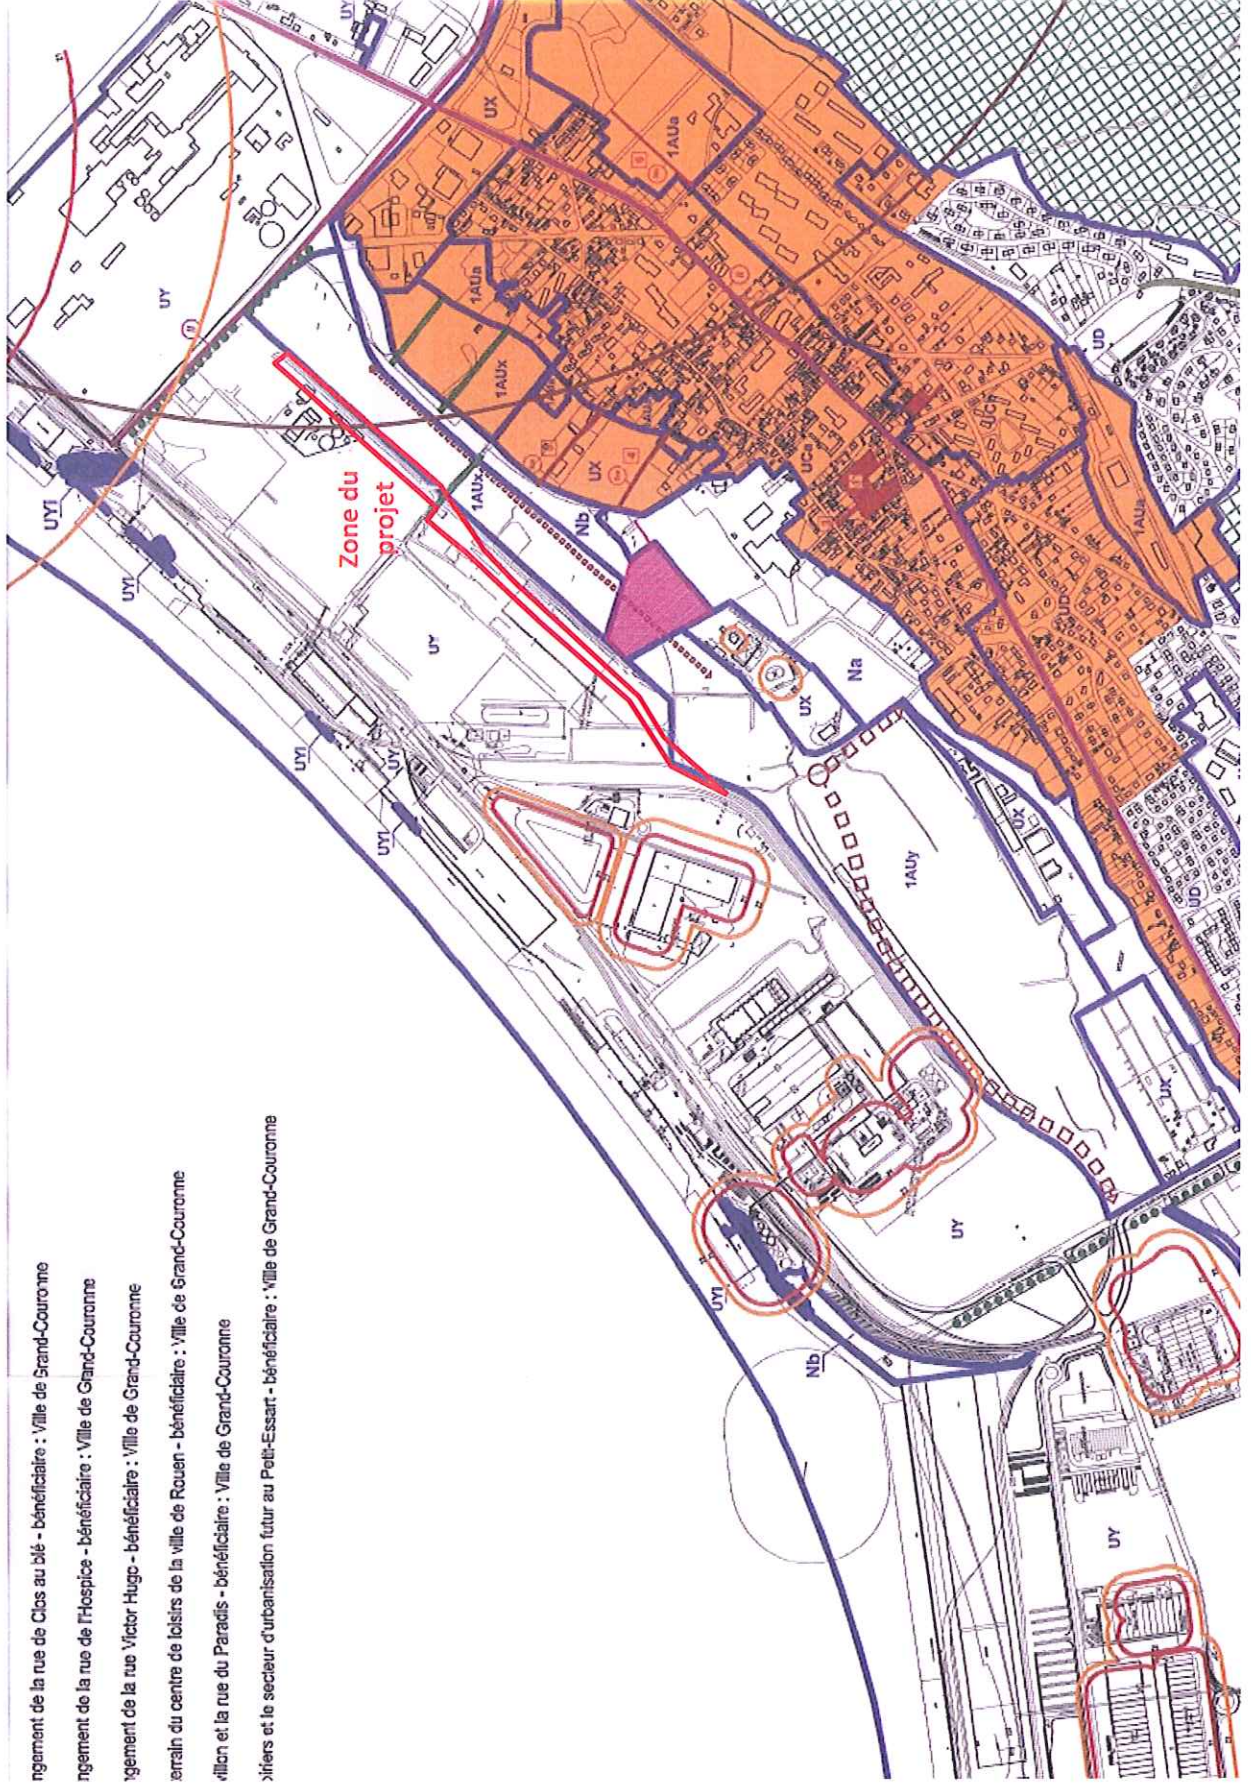 ngement de la rue de Clos au blé - bénéficiaire : Ville de Grand-Couronne
ngement de la rue de l'Hospice - bénéficiaire : Ville de Grand-Couronne
ngement de la rue Victor Hugo - bénéficiaire : Ville de Grand-Couronne
errain du centre de loisirs de la ville de Rouen - bénéficiaire : Ville de Grand-Couronne
villon et la rue du Paradis - bénéficiaire : Ville de Grand-Couronne
oiriers et le secteur d'urbanisation futur au Petit-Essart - bénéficiaire : Ville de Grand-Couronne
Zone du
projet
UY
UX
1AUa
UY
1AUa
1AUx
UYl
UYl
1AUx
Nb
UX
UCa
UD
1AUa
UD
UY
UYl
UY
UYl
UX
Na
1AUy
UX
UD
UX
UY
UYl
Nb
UY